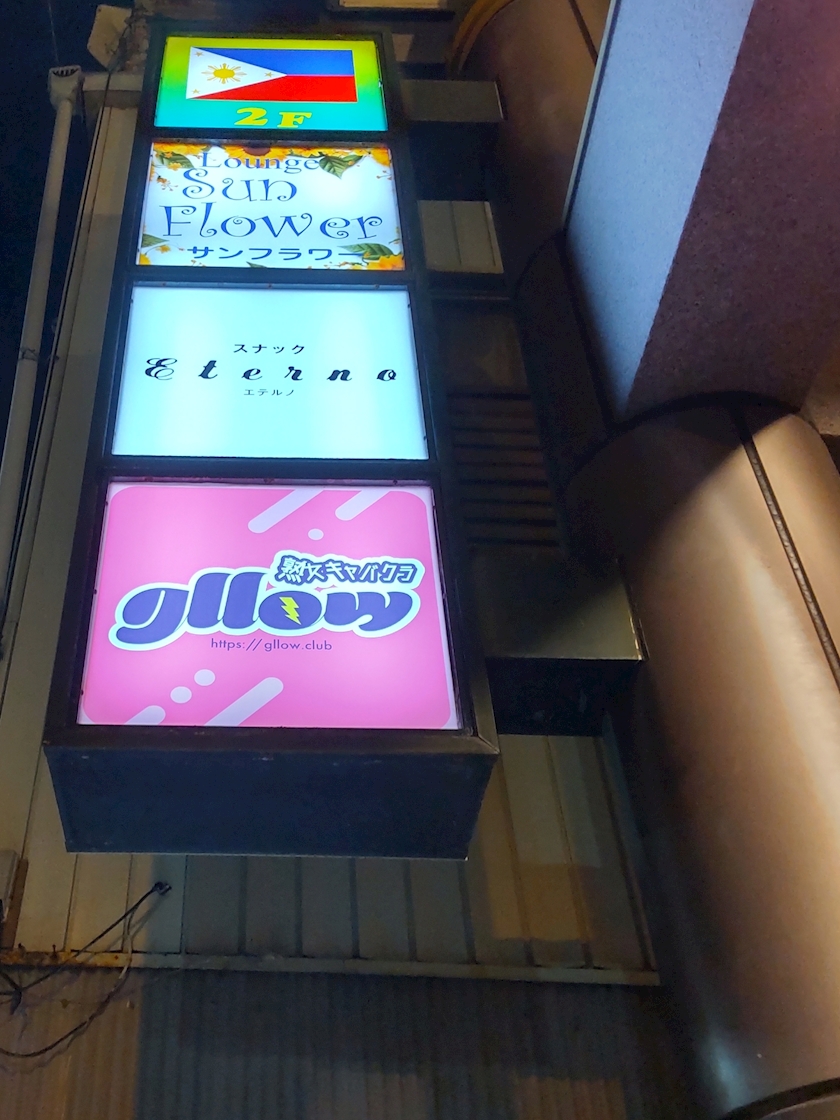 2F
Lounge
Sun
Flower
サンフラワー
スナック
Eterno
エテルノ
熟女キャバクラ
gllow
https://gllow.club